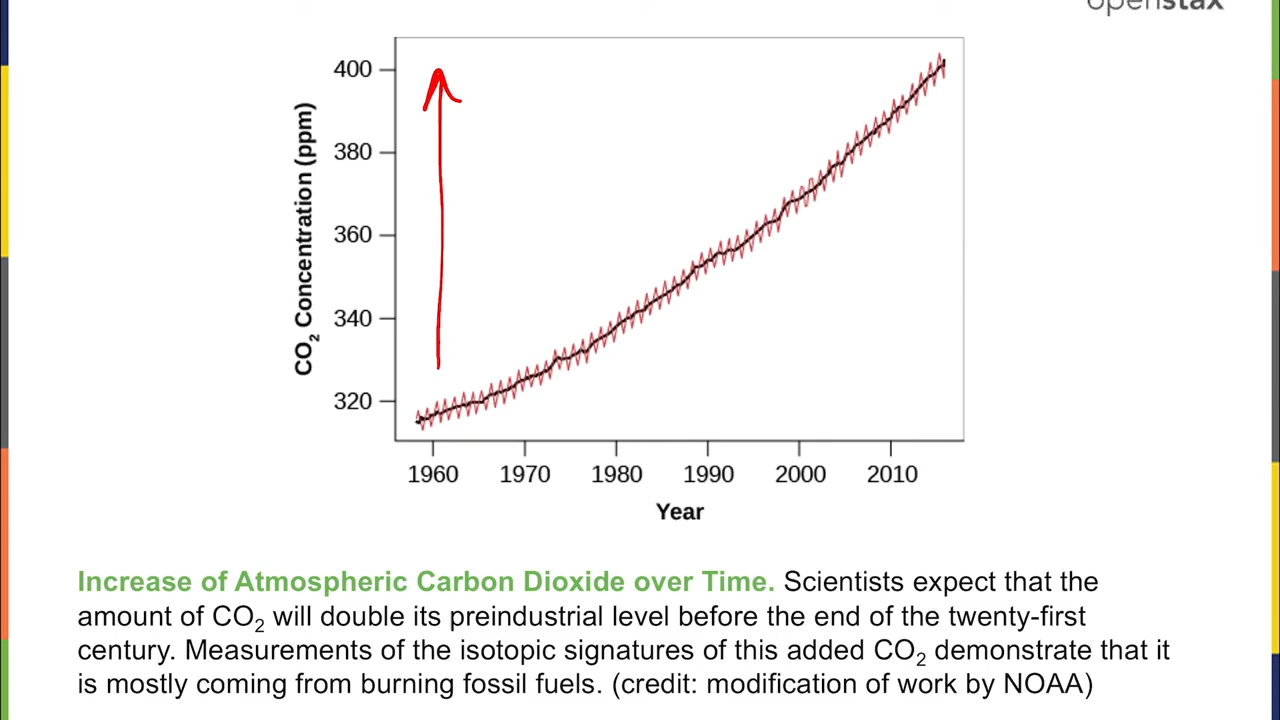 openstax
400
380
360
340
320
CO₂ Concentration (ppm)
1960 1970 1980 1990 2000 2010
Year
Increase of Atmospheric Carbon Dioxide over Time. Scientists expect that the
amount of CO₂ will double its preindustrial level before the end of the twenty-first
century. Measurements of the isotopic signatures of this added CO₂ demonstrate that it
is mostly coming from burning fossil fuels. (credit: modification of work by NOAA)